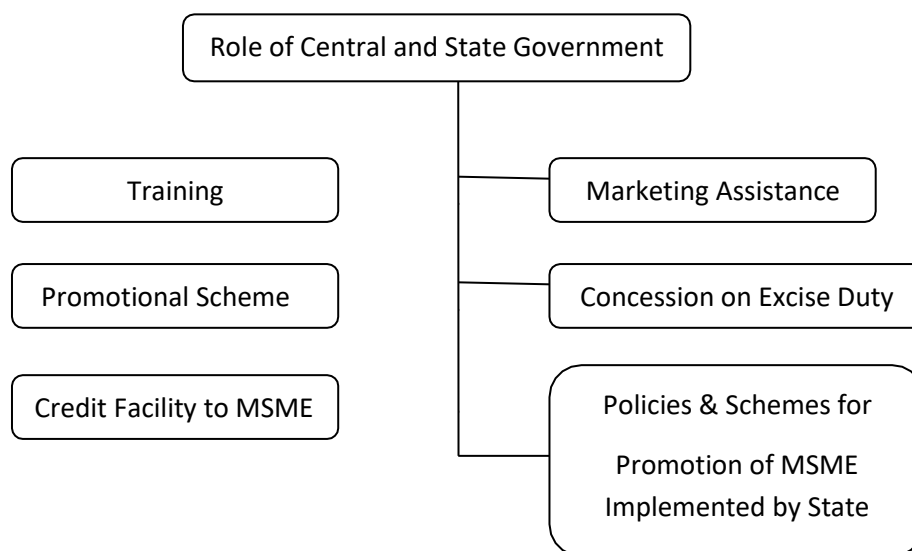 Role of Central and State Government
Training
Marketing Assistance
Promotional Scheme
Concession on Excise Duty
Credit Facility to MSME
Policies & Schemes for
Promotion of MSME
Implemented by State